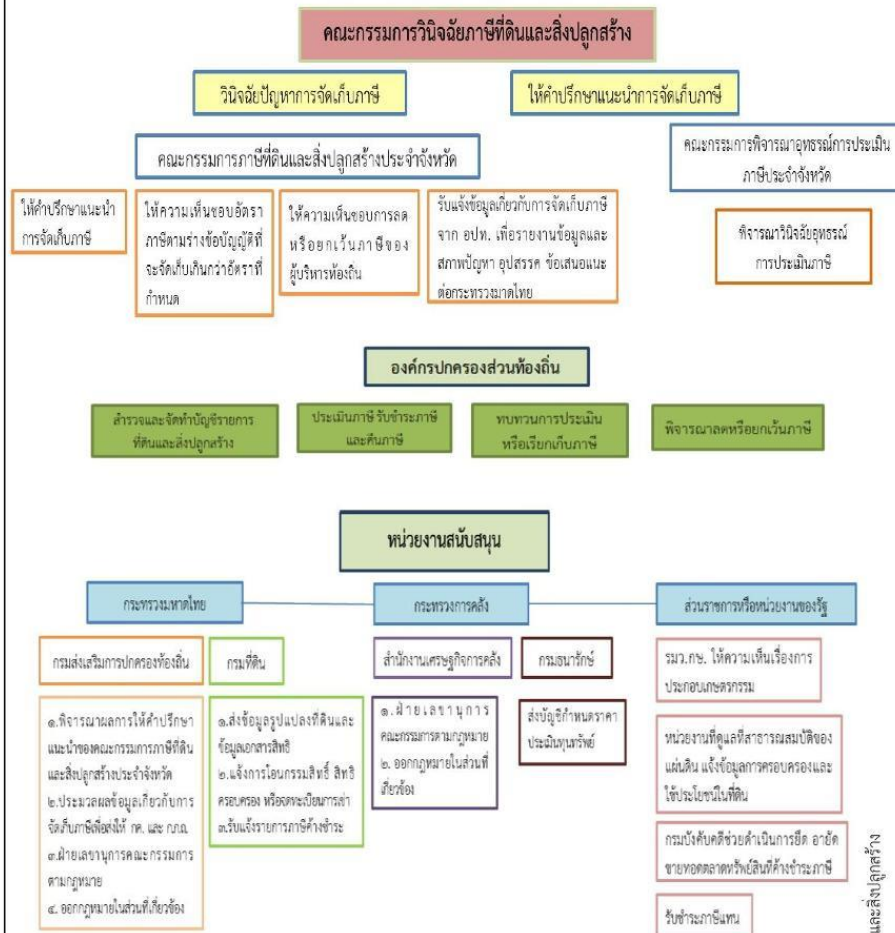 คณะกรรมการวินิจฉัยภาษีที่ดินและสิ่งปลูกสร้าง
วินิจฉัยปัญหาการจัดเก็บภาษี
ให้คำปรึกษาแนะนำการจัดเก็บภาษี
คณะกรรมการภาษีที่ดินและสิ่งปลูกสร้างประจำจังหวัด
คณะกรรมการพิจารณาอุทธรณ์การประเมิน
ภาษีประจำจังหวัด
ให้คำปรึกษาแนะนำ
การจัดเก็บภาษี
ให้ความเห็นชอบอัตรา
ภาษีตามร่างข้อบัญญัติที่
จะจัดเก็บเกินกว่าอัตราที่
กำหนด
ให้ความเห็นชอบการลด
หรือยกเว้นภาษีของ
ผู้บริหารท้องถิ่น
รับแจ้งข้อมูลเกี่ยวกับการจัดเก็บภาษี
จาก อปท. เพื่อรายงานข้อมูลและ
สภาพปัญหา อุปสรรค ข้อเสนอแนะ
ต่อกระทรวงมาดไทย
พิจารณาวินิจฉัยอุทธรณ์
การประเมินภาษี
องค์กรปกครองส่วนท้องถิ่น
สำรวจและจัดทำบัญชีรายการ
ที่ดินและสิ่งปลูกสร้าง
ประเมินภาษี รับชำระภาษี
และคืนภาษี
ทบทวนการประเมิน
หรือเรียกเก็บภาษี
พิจารณาลดหรือยกเว้นภาษี
หน่วยงานสนับสนุน
กระทรวงมหาดไทย
กระทรวงการคลัง
ส่วนราชการหรือหน่วยงานของรัฐ
กรมส่งเสริมการปกครองท้องถิ่น
กรมที่ดิน
สำนักงานเศรษฐกิจการคลัง
กรมธนารักษ์
รมว.กษ. ให้ความเห็นเรื่องการ
ประกอบเกษตรกรรม
๑.พิจารณาผลการให้คำปรึกษา
แนะนำของคณะกรรมการภาษีที่ดิน
และสิ่งปลูกสร้างประจำจังหวัด
๒.ประมวลผลข้อมูลเกี่ยวกับการ
จัดเก็บภาษีเพื่อส่งให้ กค. และ ก.ก.ถ.
๓.ฝ่ายเลขานุการคณะกรรมการ
ตามกฎหมาย
๔. ออกกฎหมายในส่วนที่เกี่ยวข้อง
๑.ส่งข้อมูลรูปแปลงที่ดินและ
ข้อมูลเอกสารสิทธิ
๒.แจ้งการโอนกรรมสิทธิ์ สิทธิ
ครอบครอง หรือจดทะเบียนการเช่า
๓.รับแจ้งรายการภาษีค้างชำระ
๑.ฝ่ายเลขานุการ
คณะกรรมการตามกฎหมาย
๒. ออกกฎหมายในส่วนที่
เกี่ยวข้อง
ส่งบัญชีกำหนดราคา
ประเมินทุนทรัพย์
หน่วยงานที่ดูแลที่สาธารณสมบัติของ
แผ่นดิน แจ้งข้อมูลการครอบครองและ
ใช้ประโยชน์ในที่ดิน
กรมบังคับคดีช่วยดำเนินการยึด อายัด
ขายทอดตลาดทรัพย์สินที่ค้างชำระภาษี
รับชำระภาษีแทน
และสิ่งปลูกสร้าง